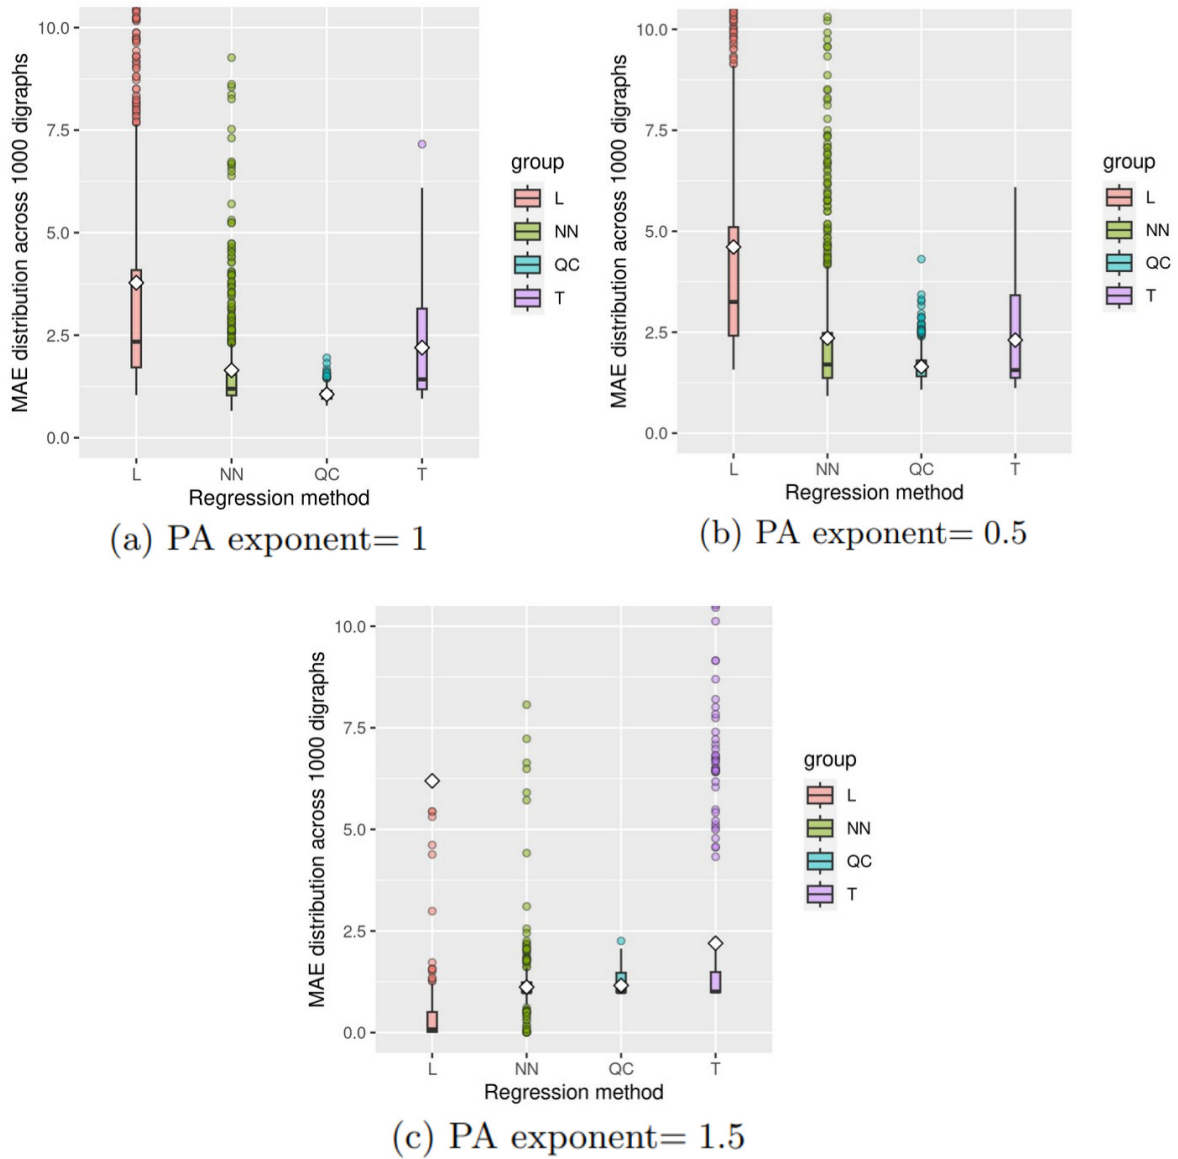 MAE distribution across 1000 digraphs
10.0
7.5
5.0
2.5
0.0
L NN QC T
Regression method
group
L
NN
QC
T
(a) PA exponent= 1
MAE distribution across 1000 digraphs
10.0
7.5
5.0
2.5
0.0
L NN QC T
Regression method
group
L
NN
QC
T
(b) PA exponent= 0.5
MAE distribution across 1000 digraphs
10.0
7.5
5.0
2.5
0.0
L NN QC T
Regression method
group
L
NN
QC
T
(c) PA exponent= 1.5